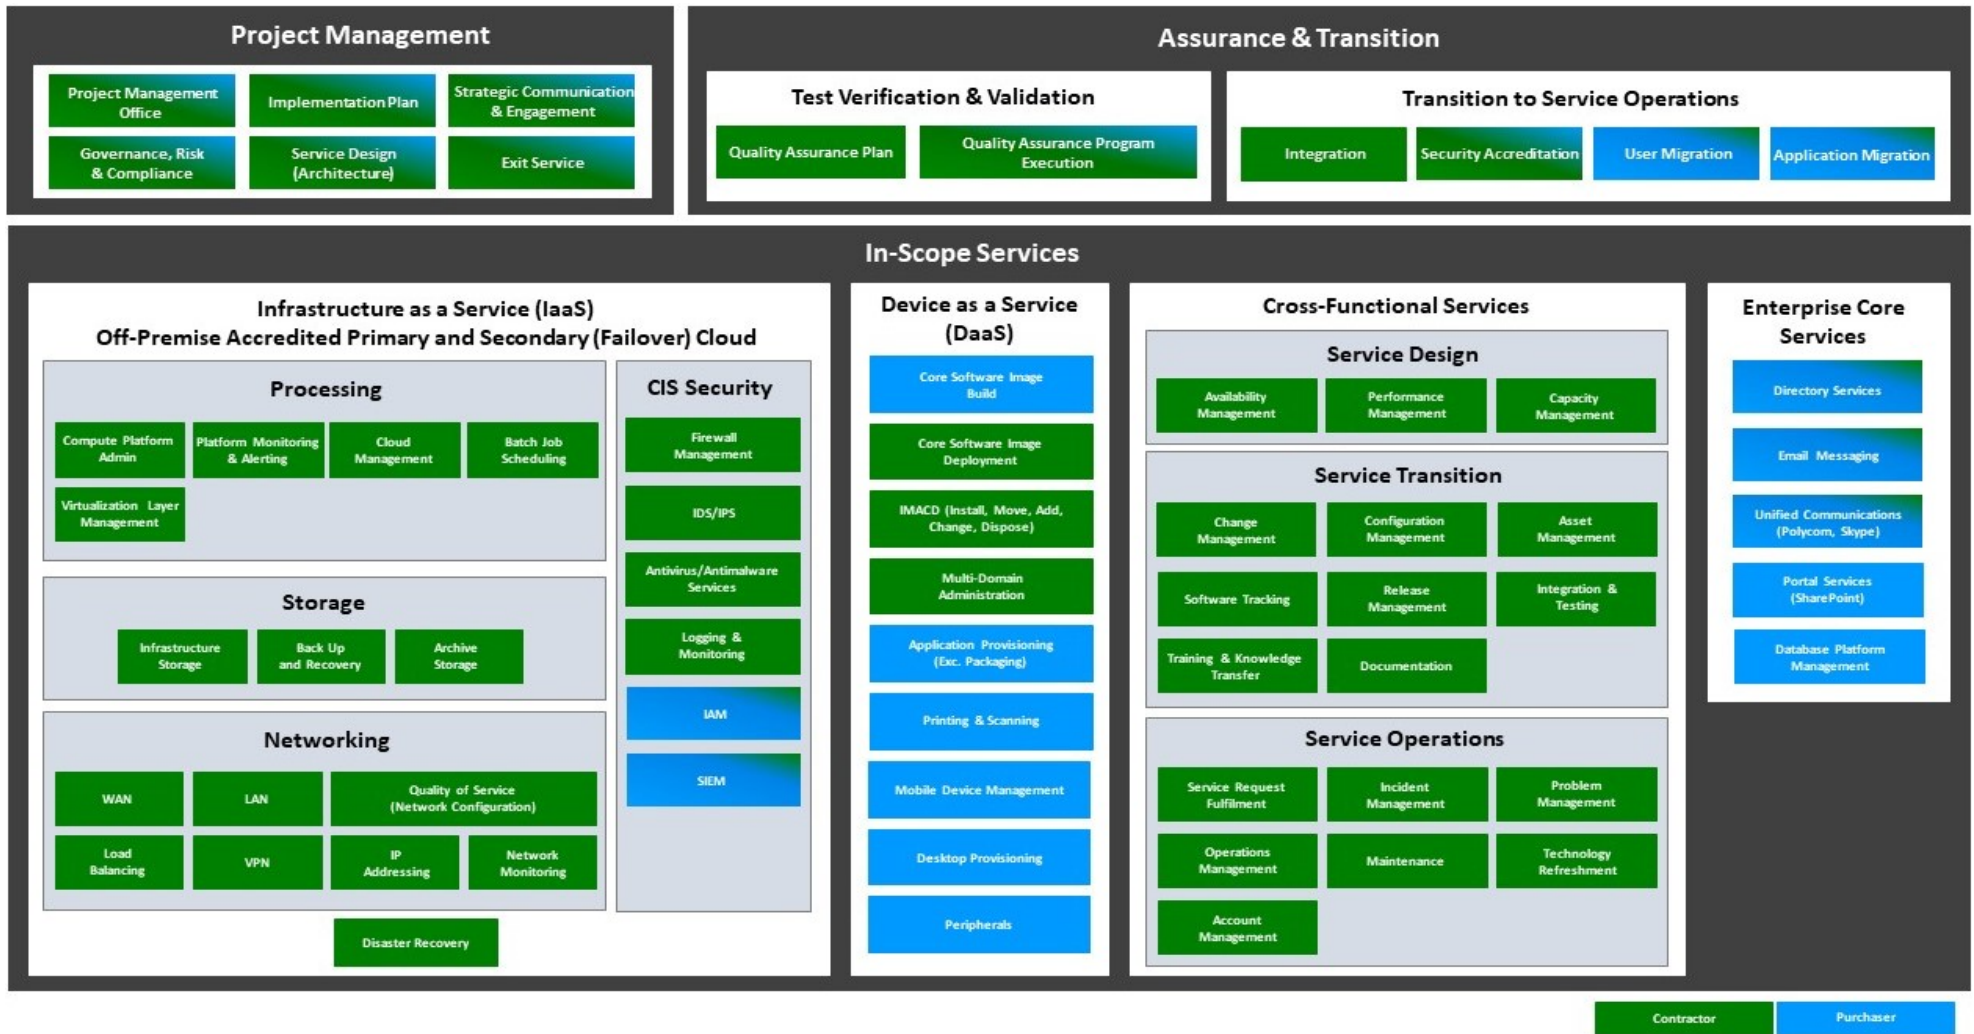 Project Management
Project Management
Office
Implementation Plan
Strategic Communication
& Engagement
Governance, Risk
& Compliance
Service Design
(Architecture)
Exit Service
Assurance & Transition
Test Verification & Validation
Quality Assurance Plan
Quality Assurance Program
Execution
Transition to Service Operations
Integration
Security Accreditation
User Migration
Application Migration
In-Scope Services
Infrastructure as a Service (IaaS)
Off-Premise Accredited Primary and Secondary (Failover) Cloud
Processing
Compute Platform
Admin
Platform Monitoring
& Alerting
Cloud
Management
Batch Job
Scheduling
Virtualization Layer
Management
Storage
Infrastructure
Storage
Back Up
and Recovery
Archive
Storage
Networking
WAN
LAN
Quality of Service
(Network Configuration)
Load
Balancing
VPN
IP
Addressing
Network
Monitoring
Disaster Recovery
CIS Security
Firewall
Management
IDS/IPS
Antivirus/Antimalware
Services
Logging &
Monitoring
IAM
SIEM
Device as a Service
(DaaS)
Core Software Image
Build
Core Software Image
Deployment
IMACD (Install, Move, Add,
Change, Dispose)
Multi-Domain
Administration
Application Provisioning
(Exc. Packaging)
Printing & Scanning
Mobile Device Management
Desktop Provisioning
Peripherals
Cross-Functional Services
Service Design
Availability
Management
Performance
Management
Capacity
Management
Service Transition
Change
Management
Configuration
Management
Asset
Management
Software Tracking
Release
Management
Integration &
Testing
Training & Knowledge
Transfer
Documentation
Service Operations
Service Request
Fulfilment
Incident
Management
Problem
Management
Operations
Management
Maintenance
Technology
Refreshment
Account
Management
Enterprise Core
Services
Directory Services
Email Messaging
Unified Communications
(Polycom, Skype)
Portal Services
(SharePoint)
Database Platform
Management
Contractor
Purchaser